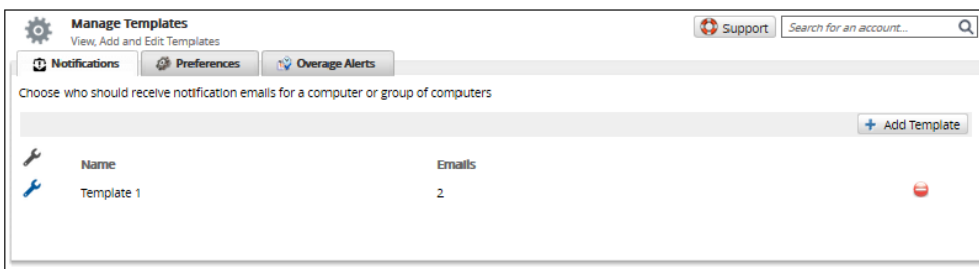 Manage Templates
View, Add and Edit Templates
Support
Search for an account...
Notifications
Preferences
Overage Alerts
Choose who should receive notification emails for a computer or group of computers
+ Add Template
Name
Emails
Template 1
2